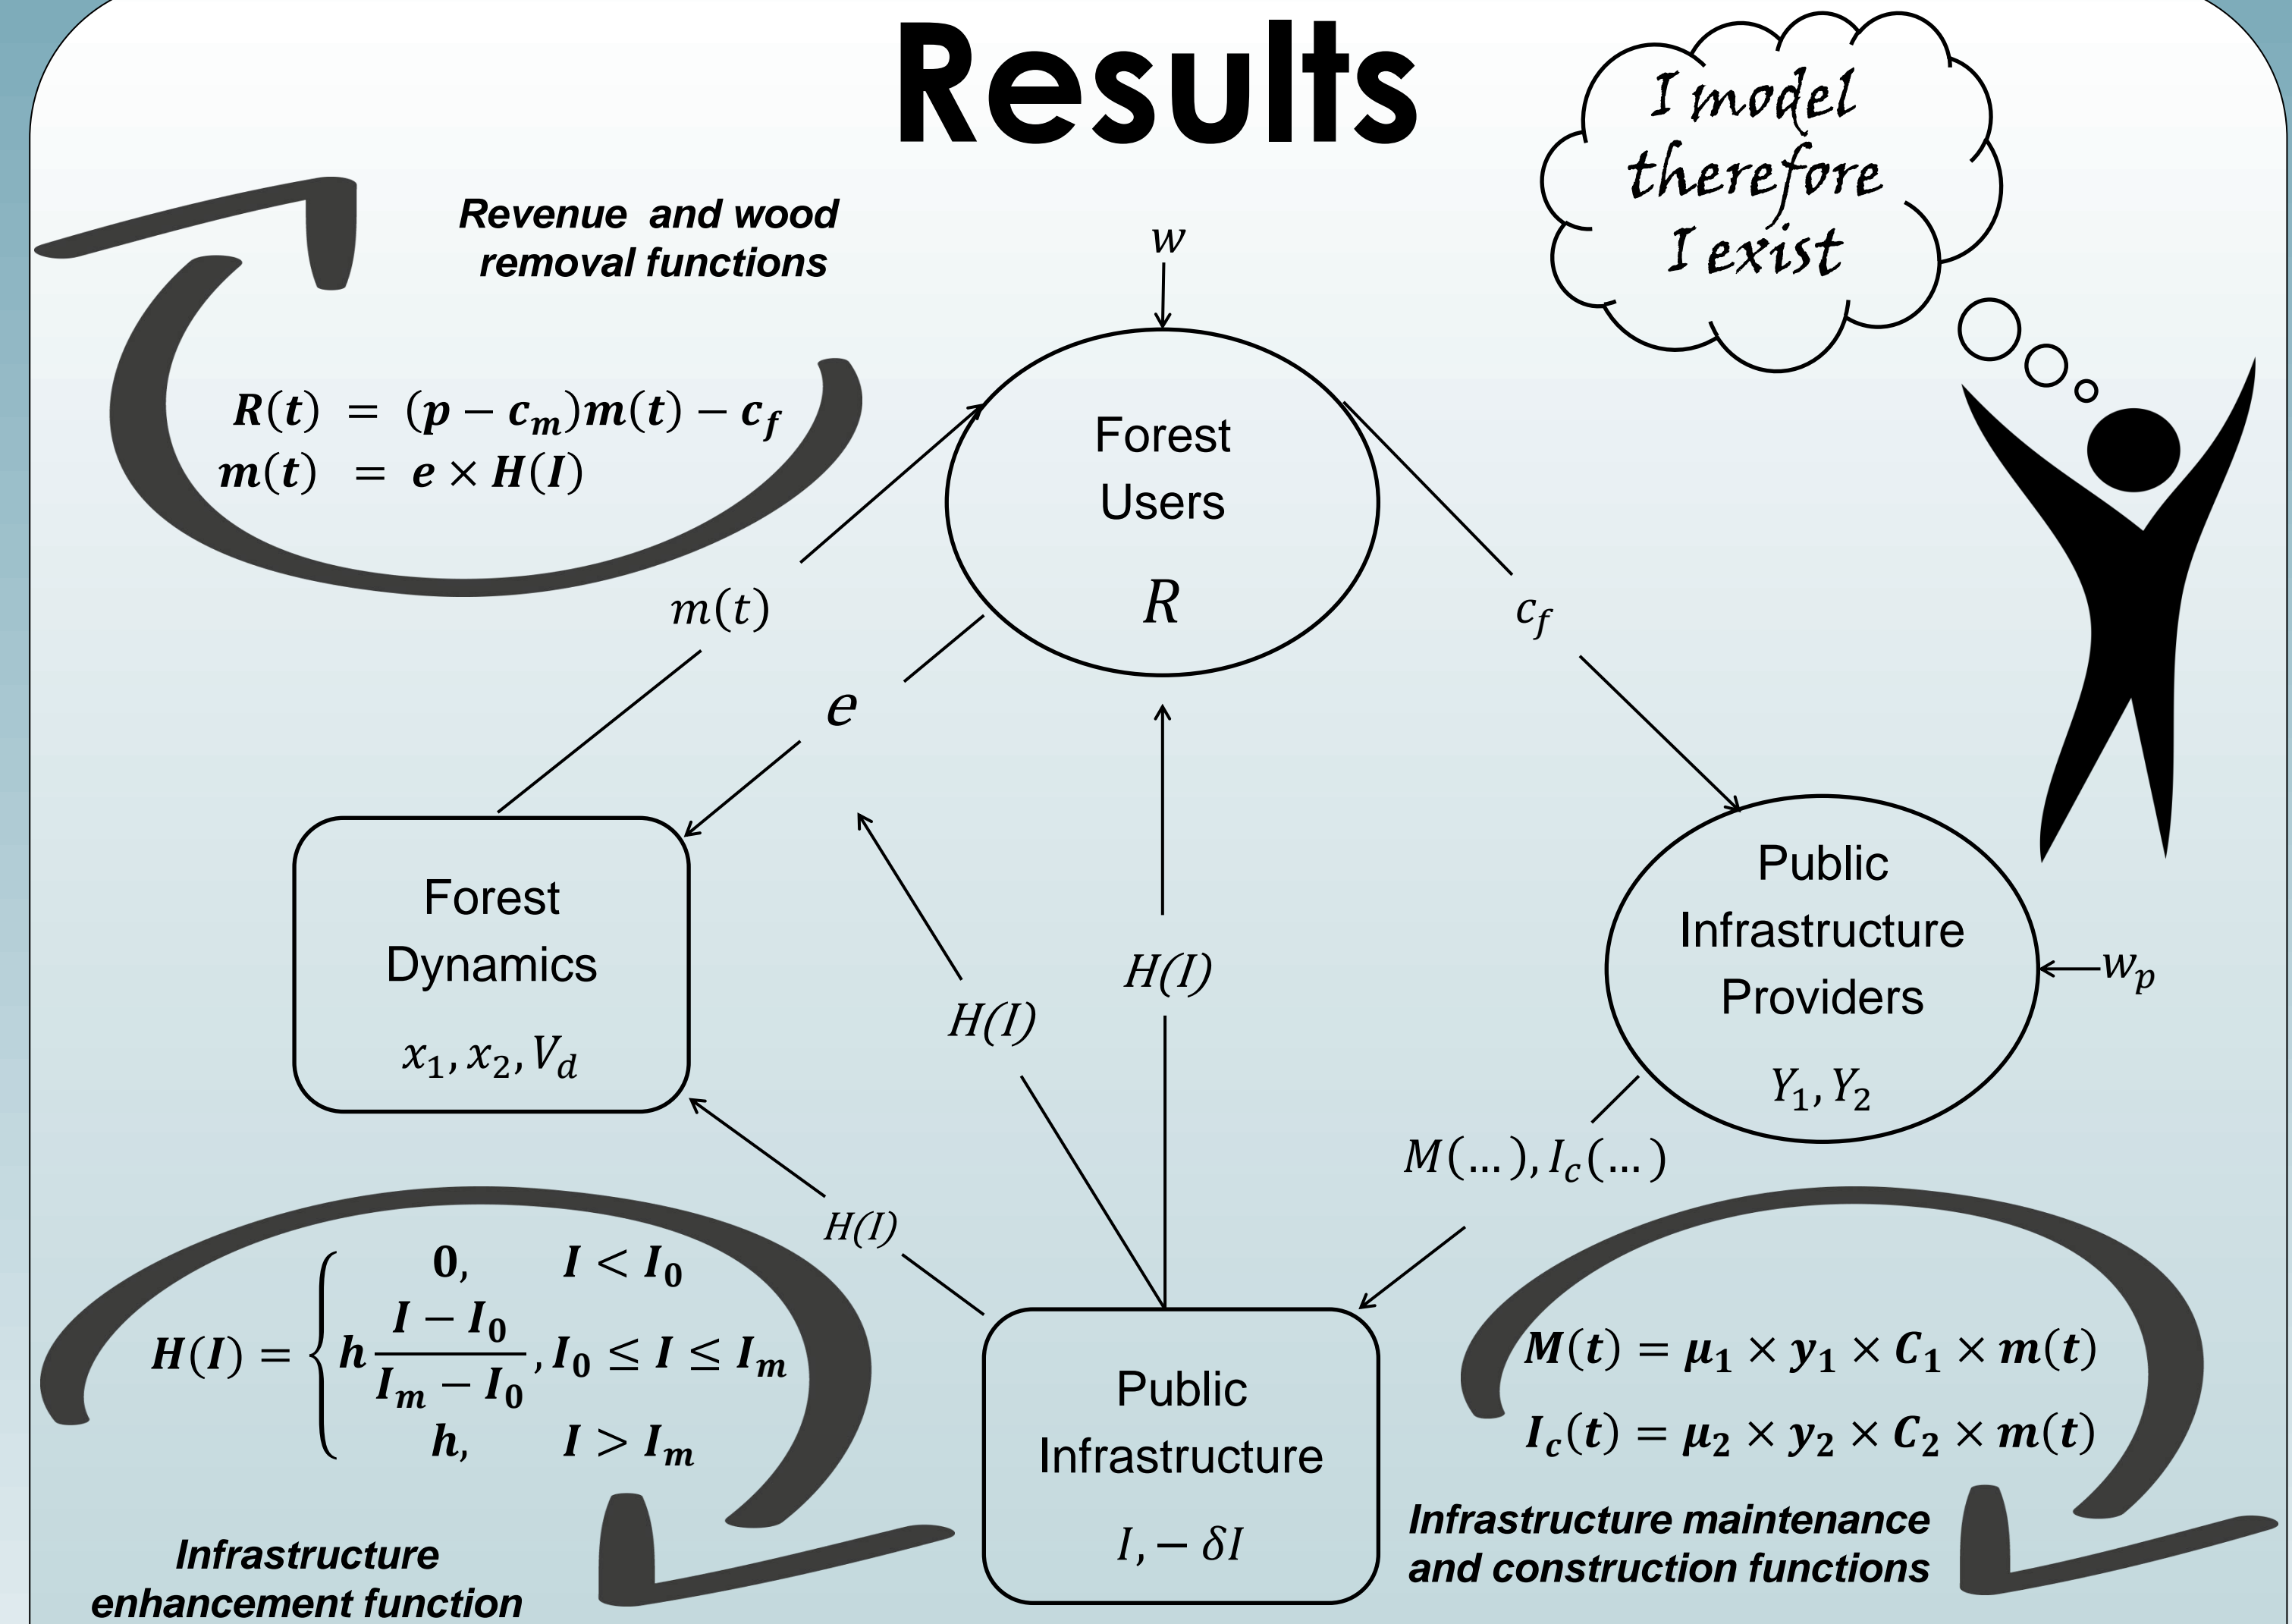 Results
I model
therefore
I exist
Revenue and wood
removal functions
w
R(t) = (p − c_m)m(t) − c_f
m(t) = e × H(I)
Forest
Users
R
m(t)
c_f
e
Forest
Dynamics
x_1, x_2, V_d
Public
Infrastructure
Providers
Y_1, Y_2
w_p
H(I)
H(I)
M(...), I_c(...)
H(I)
H(I) = { 0, I < I_0
h (I − I_0)/(I_m − I_0), I_0 ≤ I ≤ I_m
h, I > I_m
Infrastructure
enhancement function
Public
Infrastructure
I, − δI
M(t) = μ_1 × y_1 × C_1 × m(t)
I_c(t) = μ_2 × y_2 × C_2 × m(t)
Infrastructure maintenance
and construction functions